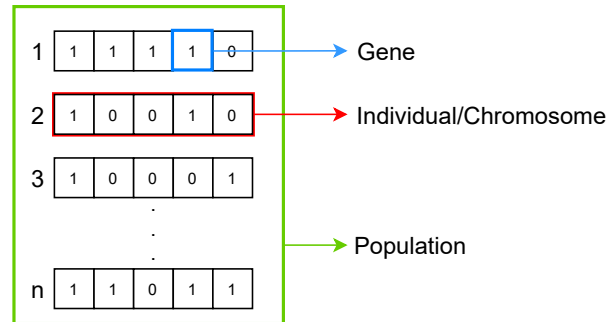 1 1 1 1 1 0 Gene
2 1 0 0 1 0 Individual/Chromosome
3 1 0 0 0 1
.
.
.
Population
n 1 1 0 1 1